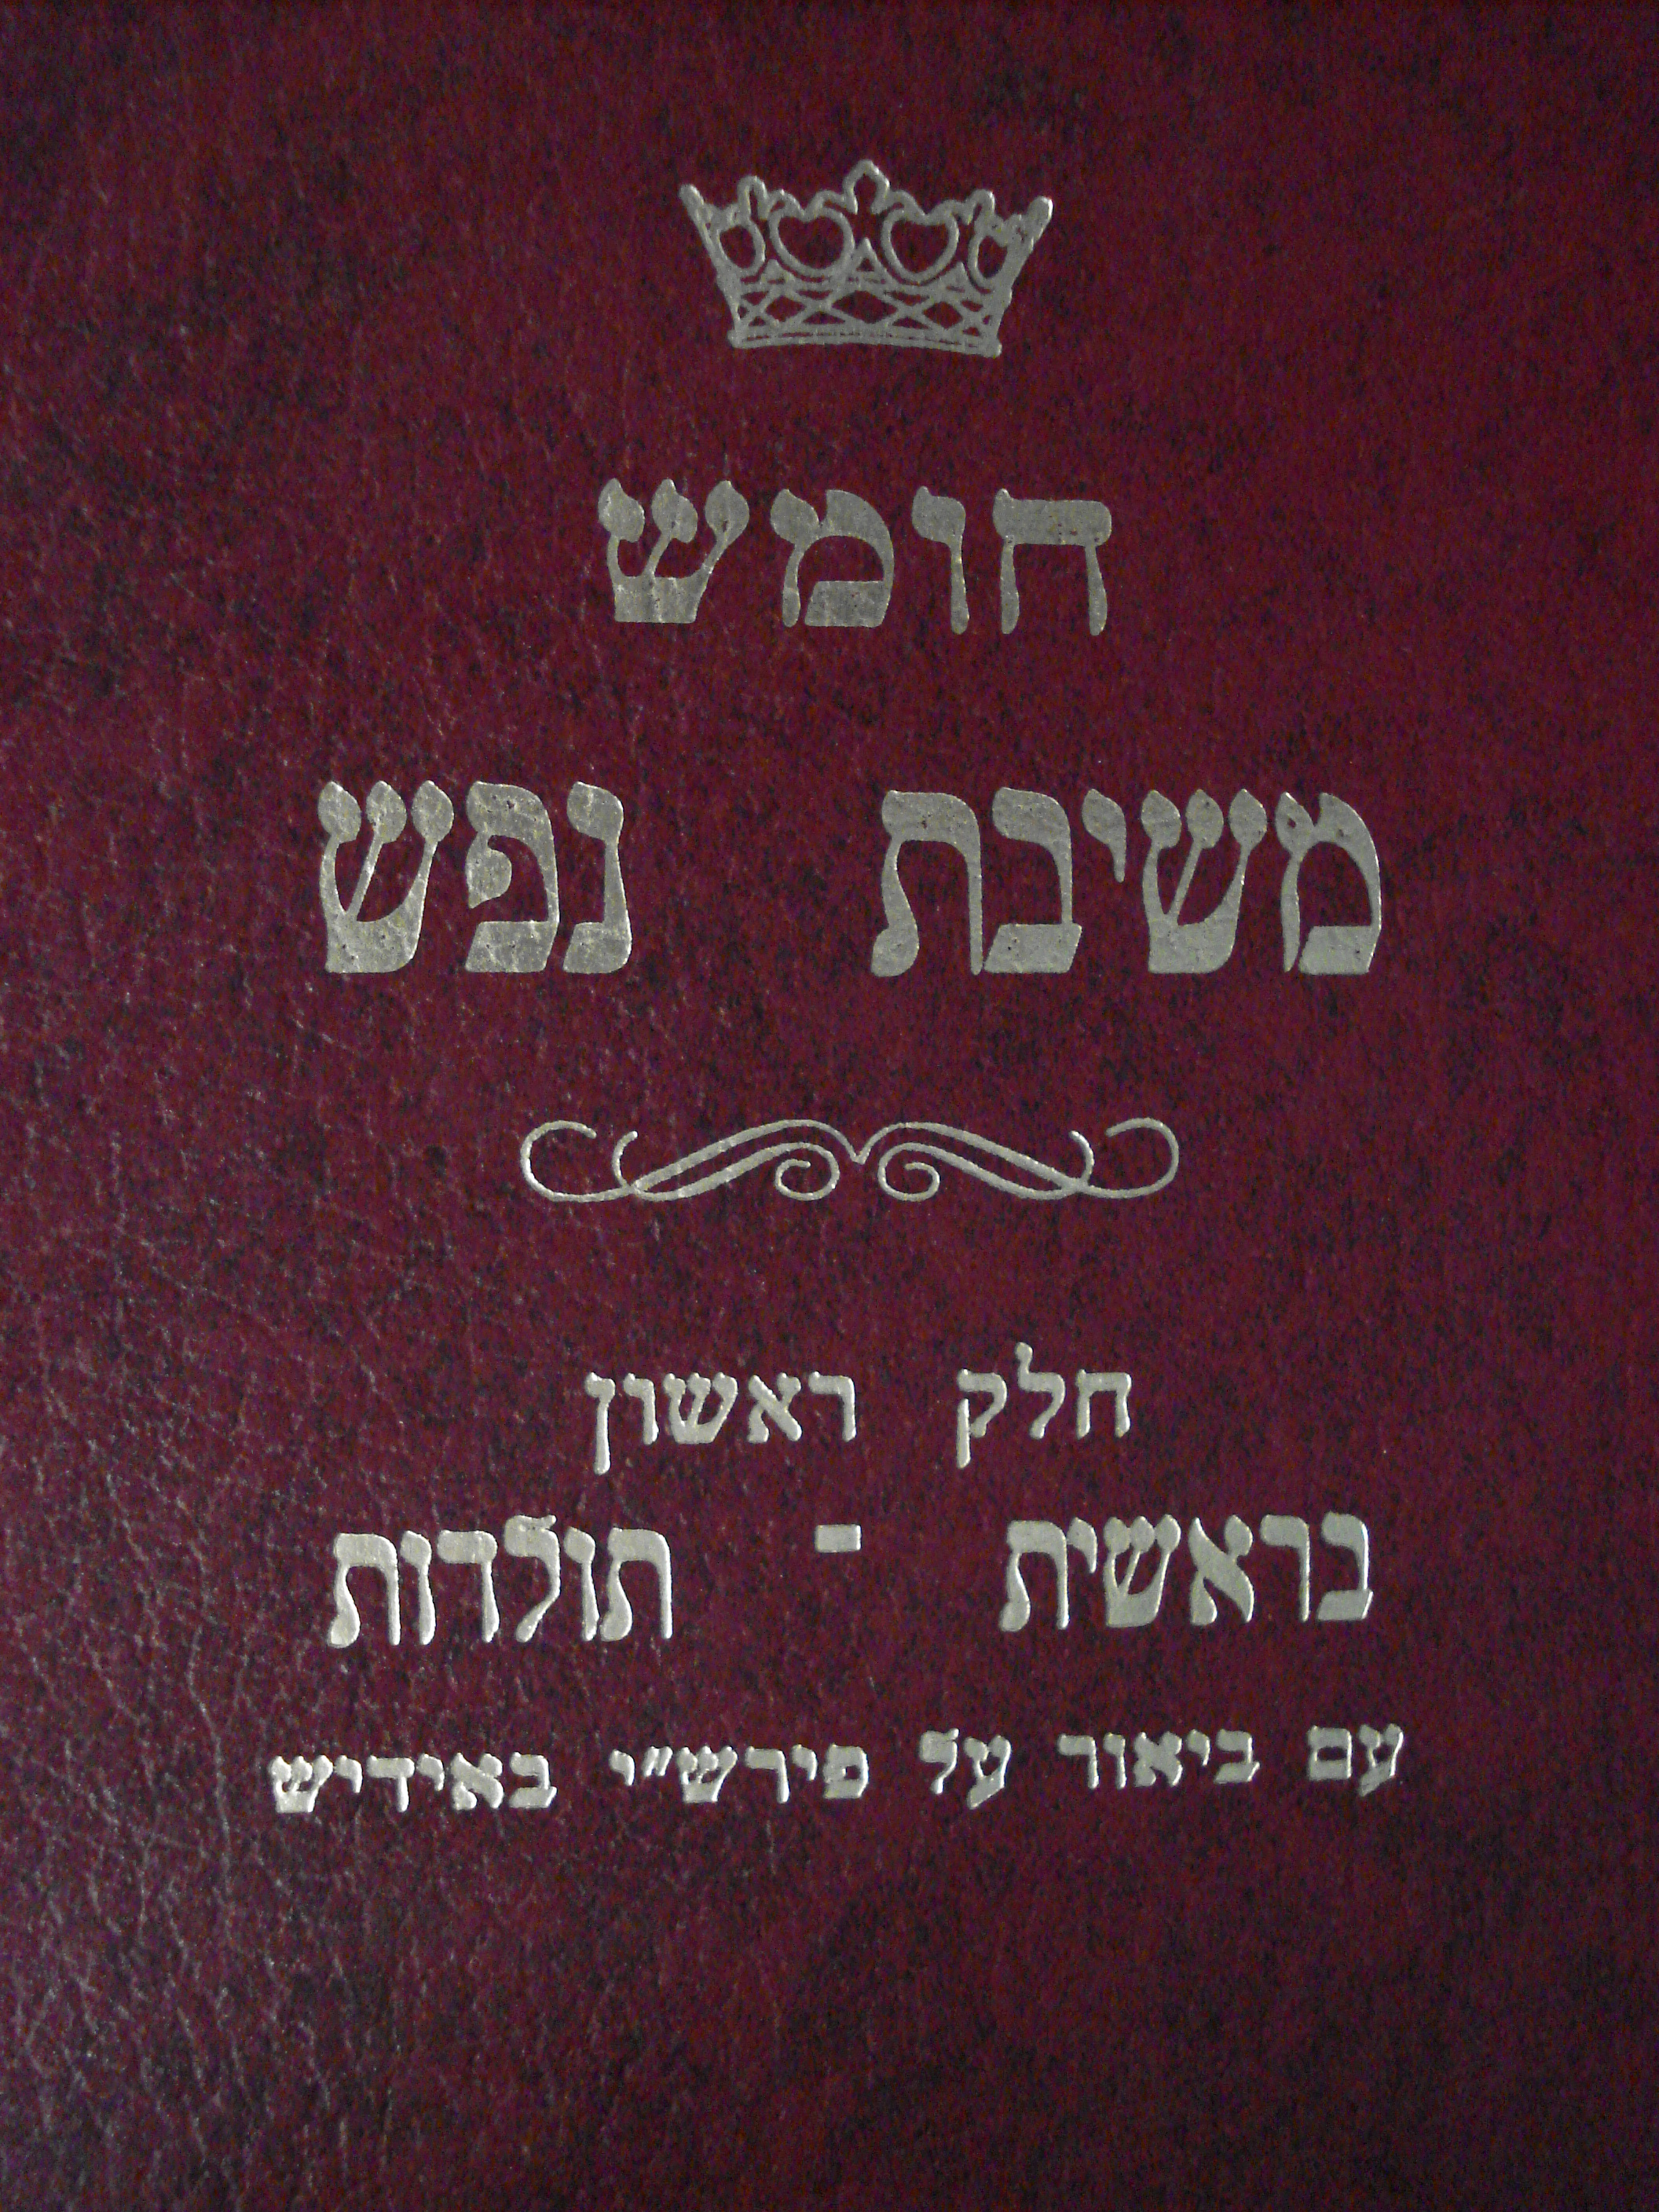 חומש
משיבת נפש
חלק ראשון
בראשית - תולדות
עם ביאור על פירש״י באידיש